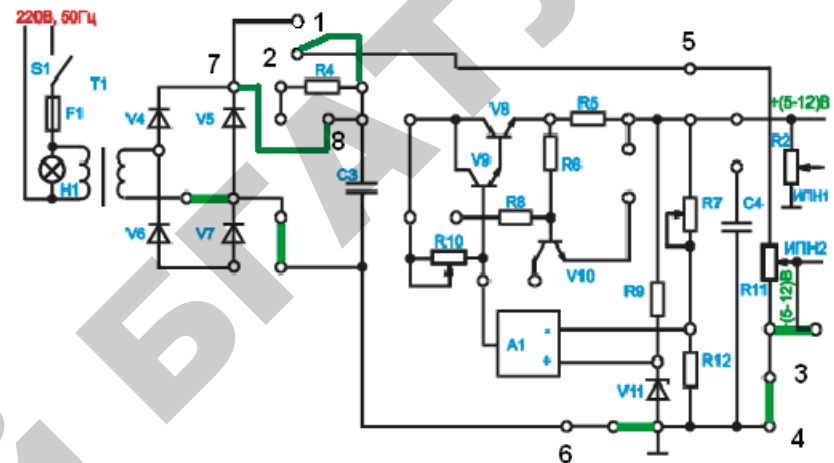 220В, 50Гц
1
2
7
5
S1
T1
R4
F1
V4
V5
8
V8
R5
+(5-12)В
V9
R6
R2
H1
C3
ИПН1
R8
R7
C4
V6
V7
R10
V10
ИПН2
R9
R11
+(5-12)В
A1
-
+
V11
R12
3
6
4
БГАТУ
Й